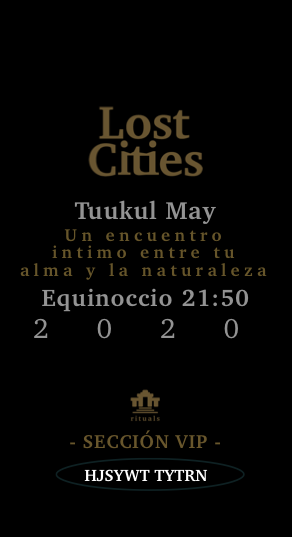 Lost
Cities
Tuukul May
Un encuentro
intimo entre tu
alma y la naturaleza
Equinoccio 21:50
2 0 2 0
rituals
- SECCIÓN VIP -
HJSYWT TYTRN